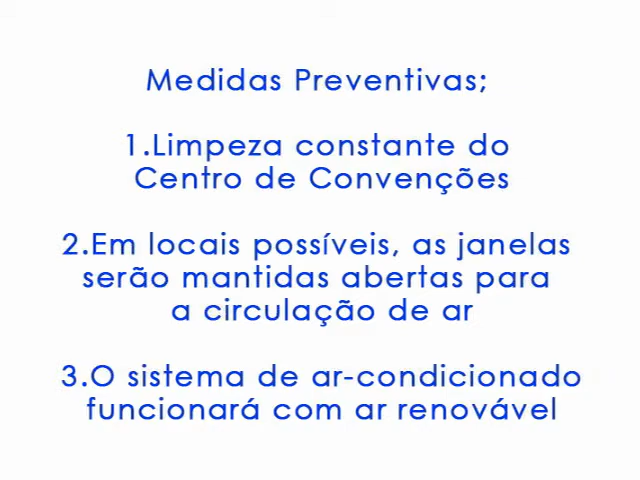 Medidas Preventivas;
1.Limpeza constante do
Centro de Convenções
2.Em locais possíveis, as janelas
serão mantidas abertas para
a circulação de ar
3.O sistema de ar-condicionado
funcionará com ar renovável